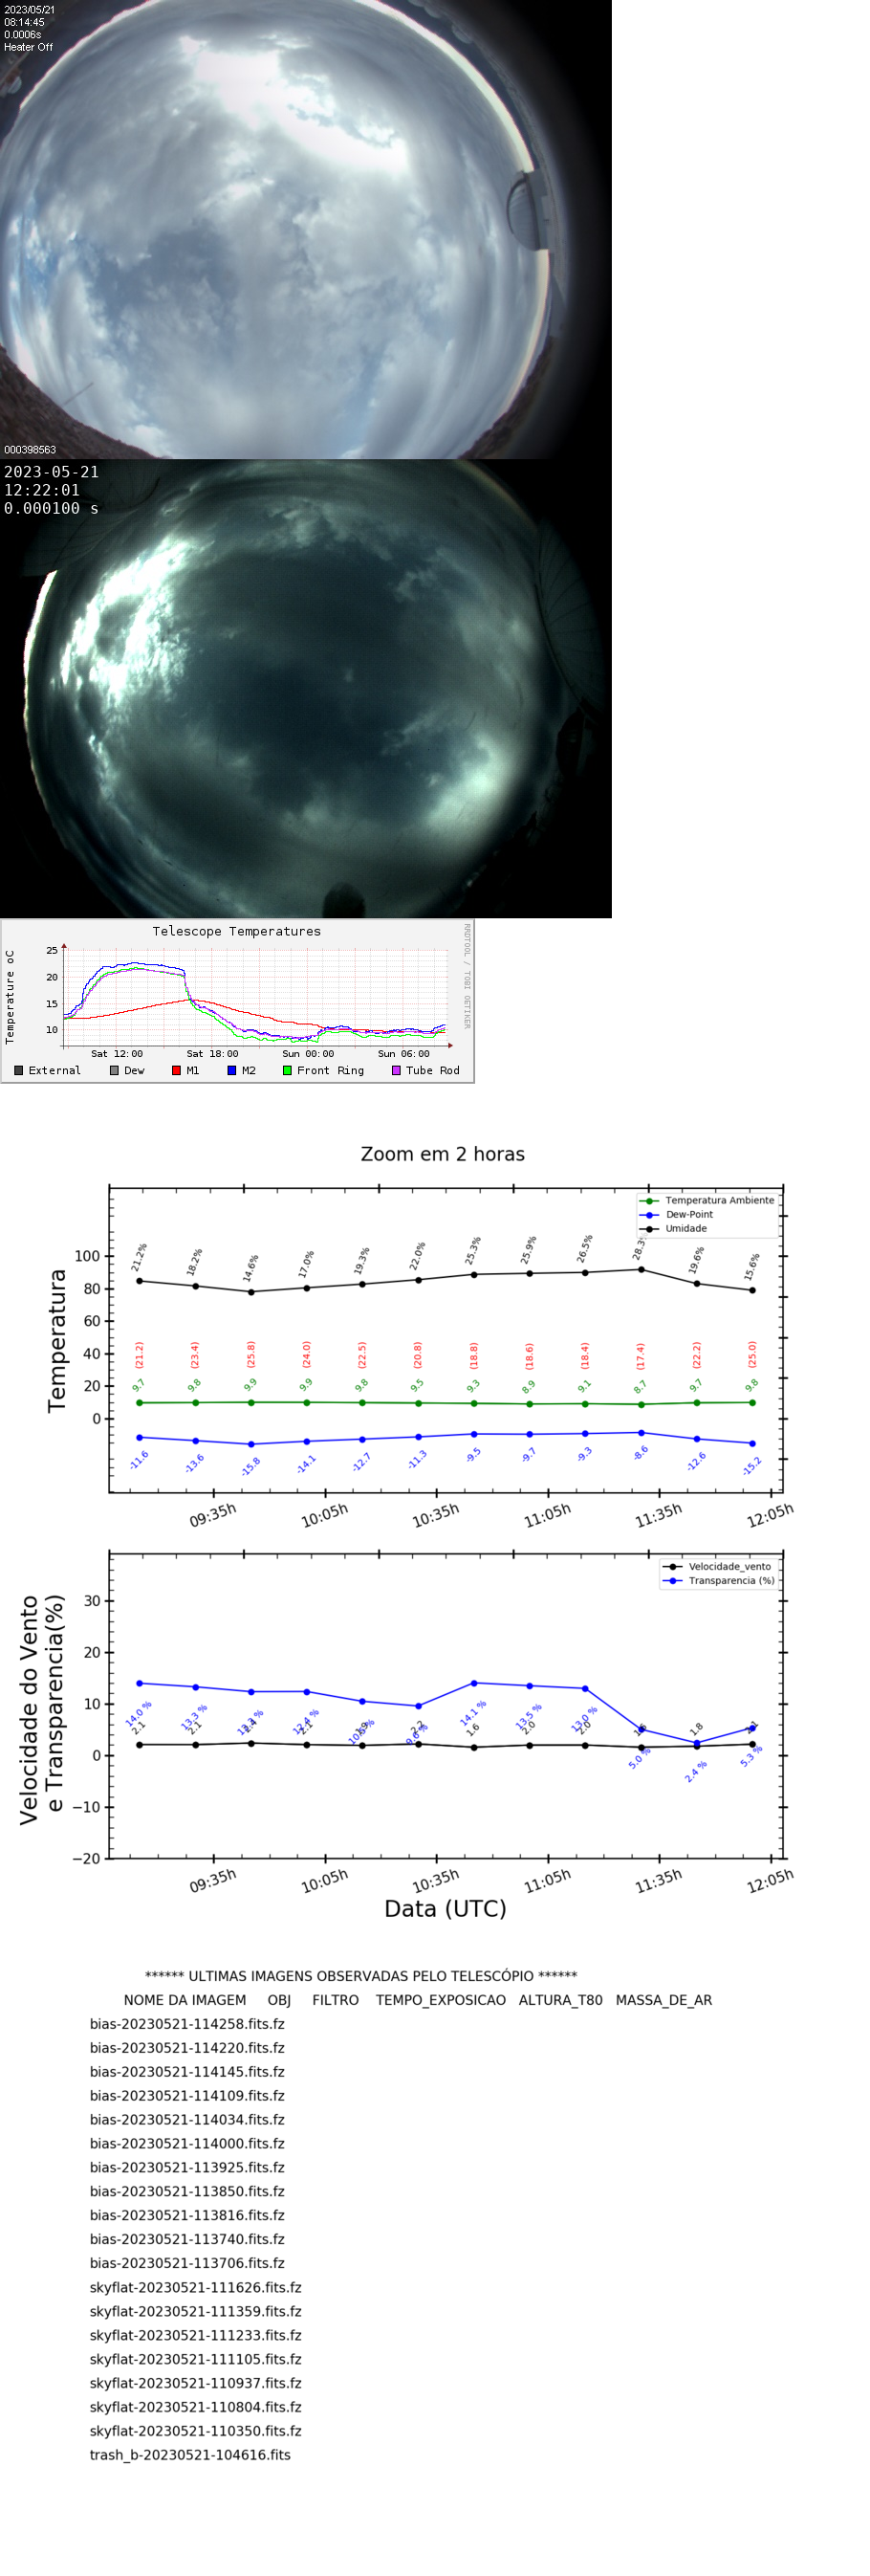 2023/05/21
08:14:45
0.0006s
Heater Off
000398563
2023-05-21
12:22:01
0.000100 s
Telescope Temperatures
RRDTOOL / TOBI OETIKER
Temperature oC
25
20
15
10
Sat 12:00 Sat 18:00 Sun 00:00 Sun 06:00
External Dew M1 M2 Front Ring Tube Rod
Zoom em 2 horas
Temperatura Ambiente
Dew-Point
Umidade
Temperatura
100
80
60
40
20
0
21.2% 18.2% 14.6% 17.0% 19.3% 22.0% 25.3% 25.9% 26.5% 28.3% 19.6% 15.6%
(21.2) (23.4) (25.8) (24.0) (22.5) (20.8) (18.8) (18.6) (18.4) (17.4) (22.2) (25.0)
9.7 9.8 9.9 9.9 9.8 9.5 9.3 8.9 9.1 8.7 9.7 9.8
-11.6 -13.6 -15.8 -14.1 -12.7 -11.3 -9.5 -9.7 -9.3 -8.6 -12.6 -15.2
09:35h 10:05h 10:35h 11:05h 11:35h 12:05h
Velocidade_vento
Transparencia (%)
Velocidade do Vento
e Transparencia(%)
30
20
10
0
−10
−20
14.0 % 13.3 % 12.4 % 14.1 % 13.5 % 13.0 % 5.0 % 2.4 % 5.3 %
2.1 2.1 2.1 2.2 1.6 2.0 2.0 1.8
09:35h 10:05h 10:35h 11:05h 11:35h 12:05h
Data (UTC)
****** ULTIMAS IMAGENS OBSERVADAS PELO TELESCÓPIO ******
NOME DA IMAGEM OBJ FILTRO TEMPO_EXPOSICAO ALTURA_T80 MASSA_DE_AR
bias-20230521-114258.fits.fz
bias-20230521-114220.fits.fz
bias-20230521-114145.fits.fz
bias-20230521-114109.fits.fz
bias-20230521-114034.fits.fz
bias-20230521-114000.fits.fz
bias-20230521-113925.fits.fz
bias-20230521-113850.fits.fz
bias-20230521-113816.fits.fz
bias-20230521-113740.fits.fz
bias-20230521-113706.fits.fz
skyflat-20230521-111626.fits.fz
skyflat-20230521-111359.fits.fz
skyflat-20230521-111233.fits.fz
skyflat-20230521-111105.fits.fz
skyflat-20230521-110937.fits.fz
skyflat-20230521-110804.fits.fz
skyflat-20230521-110350.fits.fz
trash_b-20230521-104616.fits